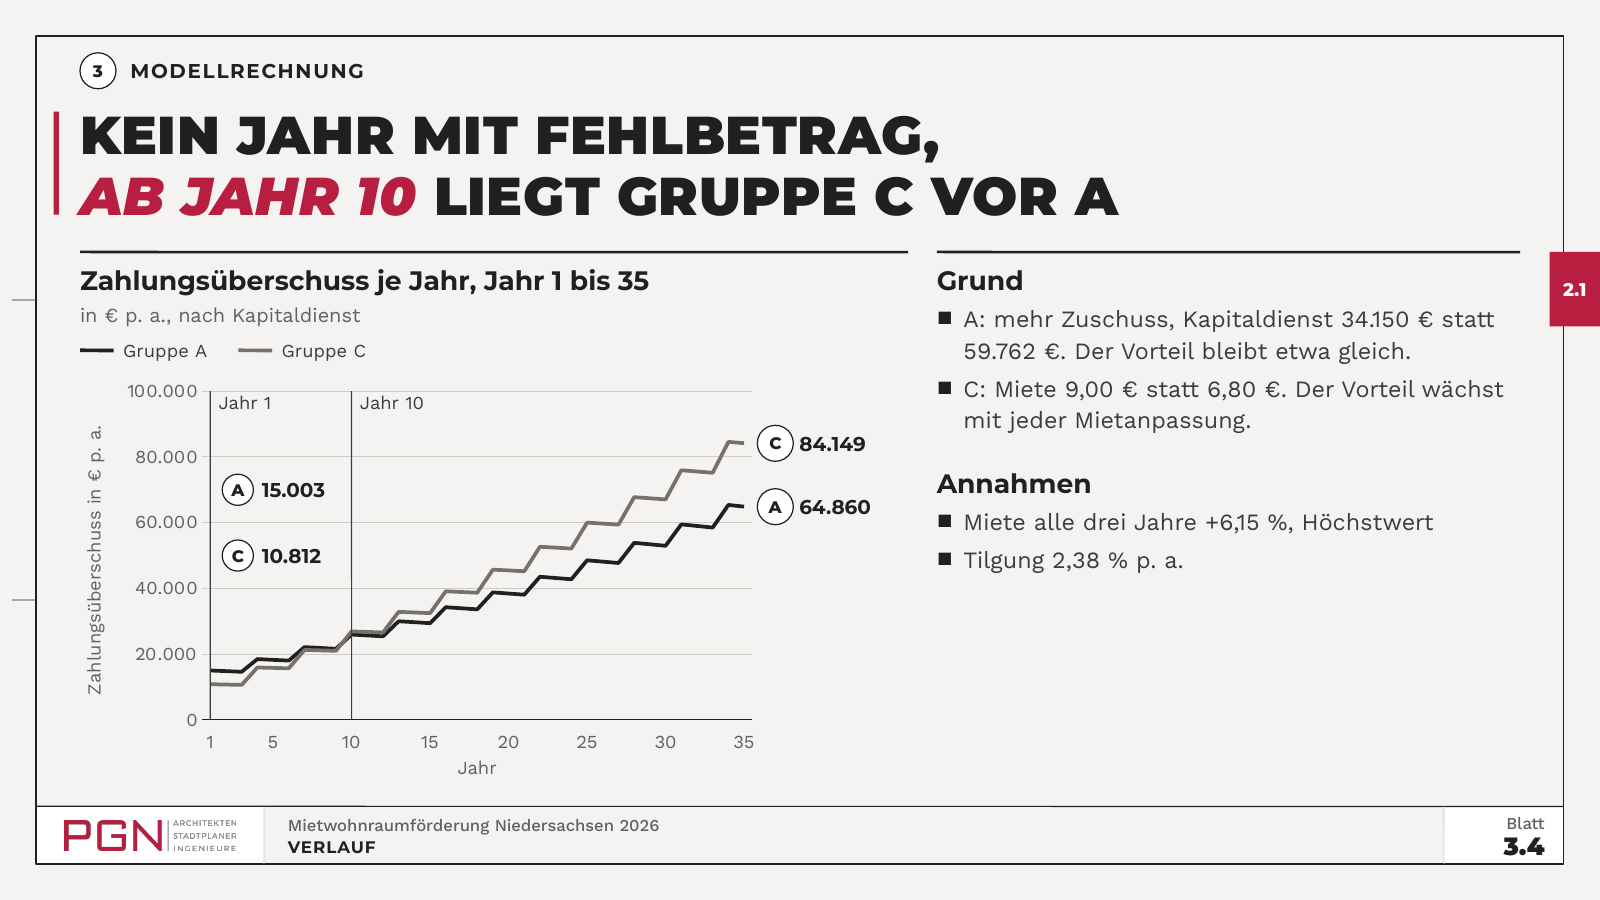 3 MODELLRECHNUNG
KEIN JAHR MIT FEHLBETRAG,
AB JAHR 10 LIEGT GRUPPE C VOR A
Zahlungsüberschuss je Jahr, Jahr 1 bis 35
in € p. a., nach Kapitaldienst
Gruppe A Gruppe C
Zahlungsüberschuss in € p. a.
100.000
80.000
60.000
40.000
20.000
0
Jahr 1
Jahr 10
A 15.003
C 10.812
C 84.149
A 64.860
1 5 10 15 20 25 30 35
Jahr
Grund
■ A: mehr Zuschuss, Kapitaldienst 34.150 € statt
59.762 €. Der Vorteil bleibt etwa gleich.
■ C: Miete 9,00 € statt 6,80 €. Der Vorteil wächst
mit jeder Mietanpassung.
Annahmen
■ Miete alle drei Jahre +6,15 %, Höchstwert
■ Tilgung 2,38 % p. a.
2.1
PGN
ARCHITEKTEN
STADTPLANER
INGENIEURE
Mietwohnraumförderung Niedersachsen 2026
VERLAUF
Blatt
3.4